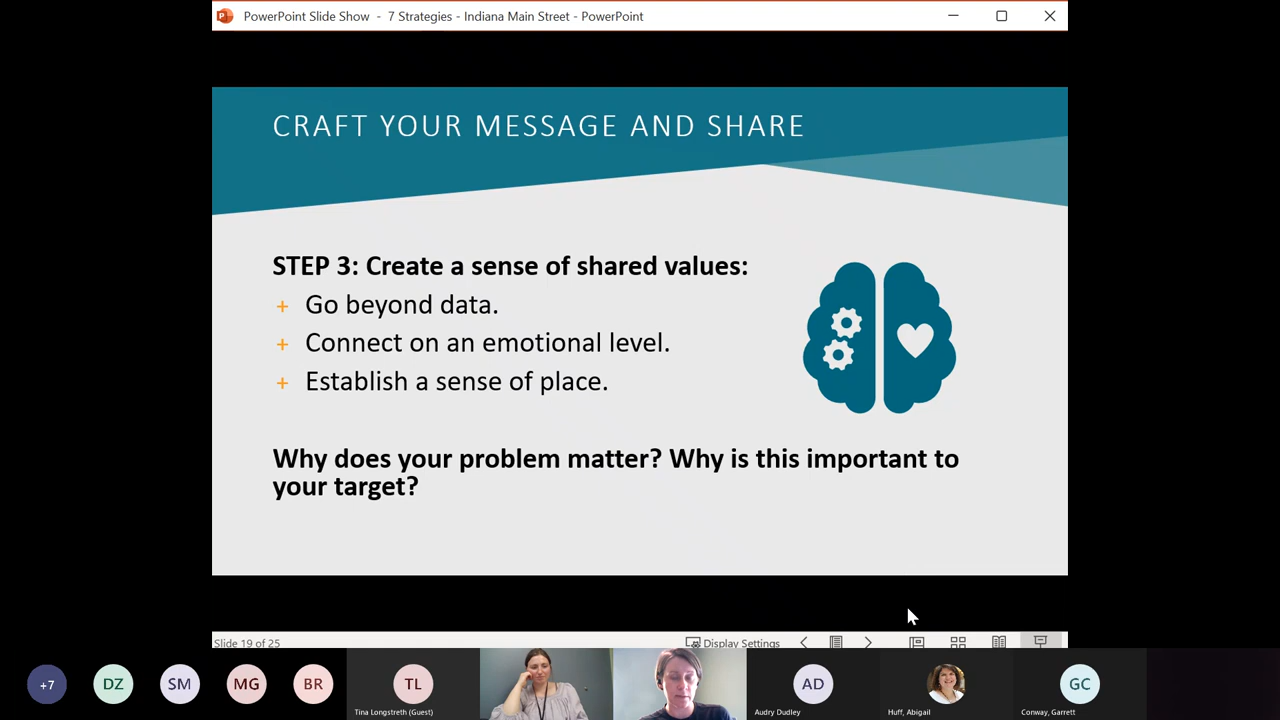 PowerPoint Slide Show - 7 Strategies - Indiana Main Street - PowerPoint
CRAFT YOUR MESSAGE AND SHARE
STEP 3: Create a sense of shared values:
+ Go beyond data.
+ Connect on an emotional level.
+ Establish a sense of place.
Why does your problem matter? Why is this important to
your target?
Slide 19 of 25
Display Settings
+7
DZ
SM
MG
BR
TL
AD
GC
Tina Longstreth (Guest)
Audry Dudley
Huff, Abigail
Conway, Garrett